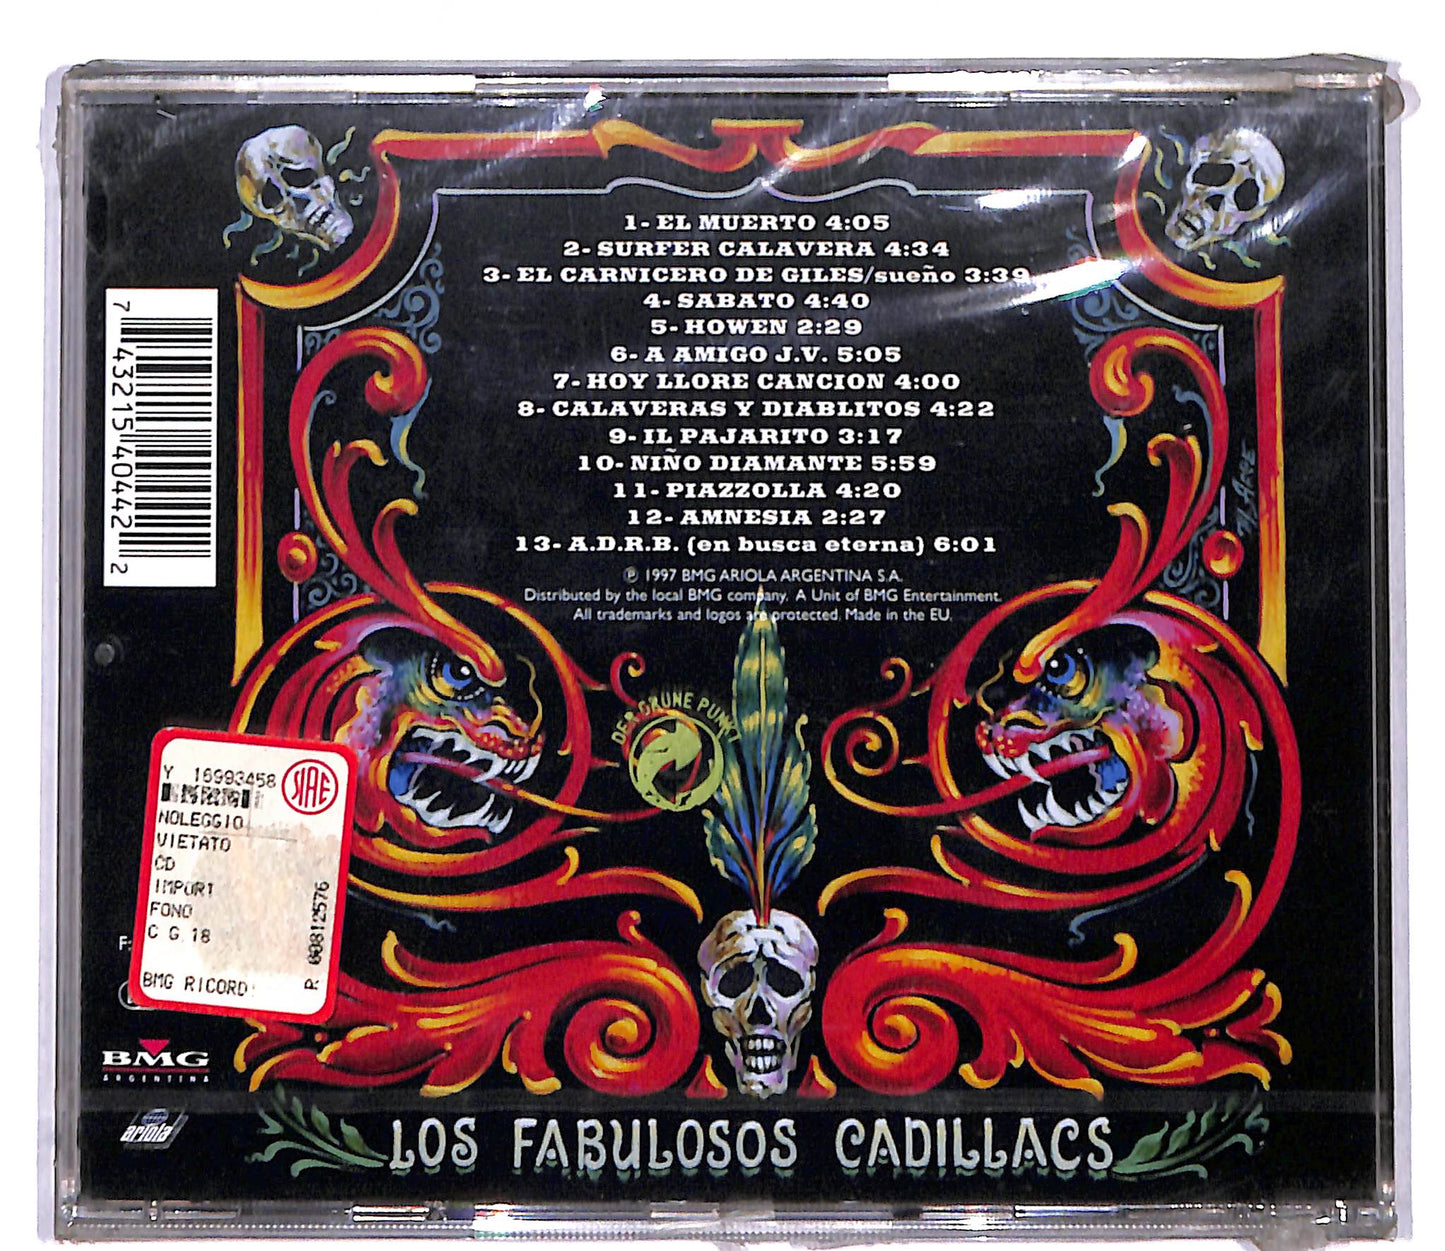 1- EL MUERTO 4:05
2- SURFER CALAVERA 4:34
3- EL CARNICERO DE GILES/sueño 3:39
4- SABATO 4:40
5- HOWEN 2:29
6- A AMIGO J.V. 5:05
7- HOY LLORE CANCION 4:00
8- CALAVERAS Y DIABLITOS 4:22
9- IL PAJARITO 3:17
10- NIÑO DIAMANTE 5:59
11- PIAZZOLLA 4:20
12- AMNESIA 2:27
13- A.D.R.B. (en busca eterna) 6:01
℗ 1997 BMG ARIOLA ARGENTINA S.A.
Distributed by the local BMG company. A Unit of BMG Entertainment.
All trademarks and logos are protected. Made in the EU.
7 43215 40442 2
DER GRÜNE PUNKT
Y 16993458
SIAE
NOLEGGIO
VIETATO
CD
IMPORT
FONO
C G 18
BMG RICORDI
R 00812576
BMG
ARGENTINA
ariola
LOS FABULOSOS CADILLACS